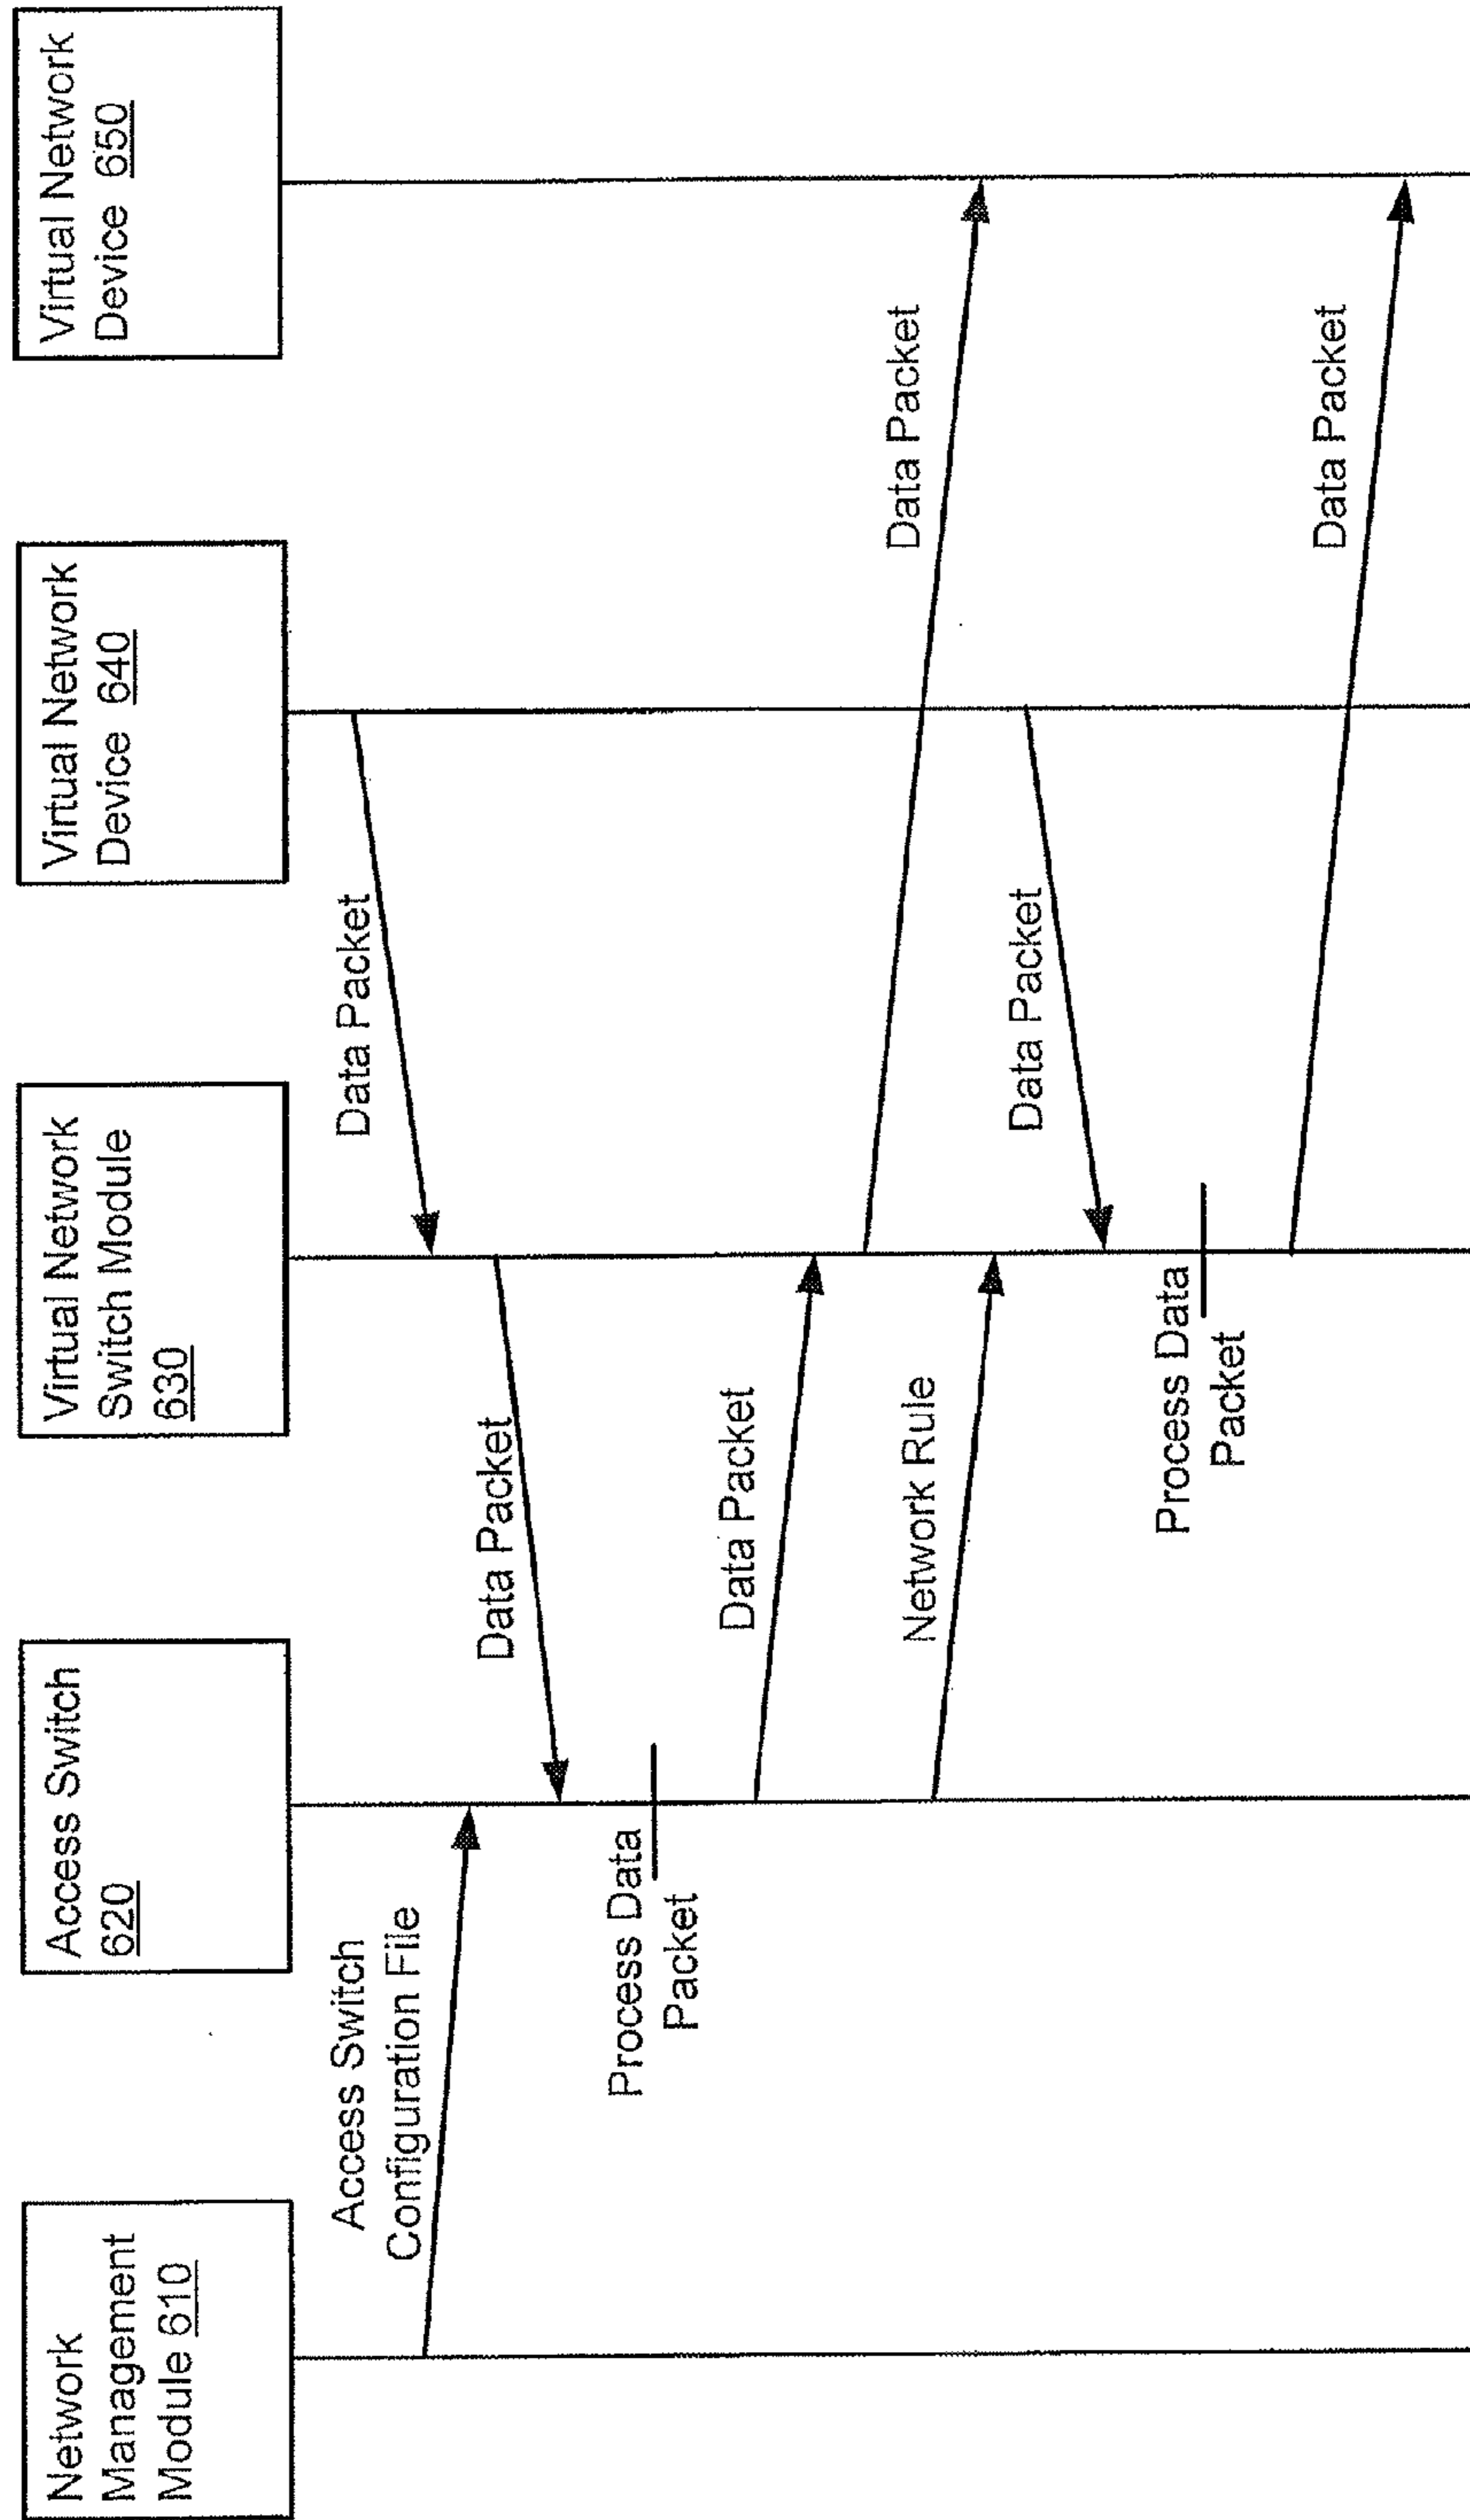 Network
Management
Module 610
Access Switch
620
Virtual Network
Switch Module
630
Virtual Network
Device 640
Virtual Network
Device 650
Access Switch
Configuration File
Data Packet
Data Packet
Process Data
Packet
Data Packet
Data Packet
Network Rule
Data Packet
Process Data
Packet
Data Packet